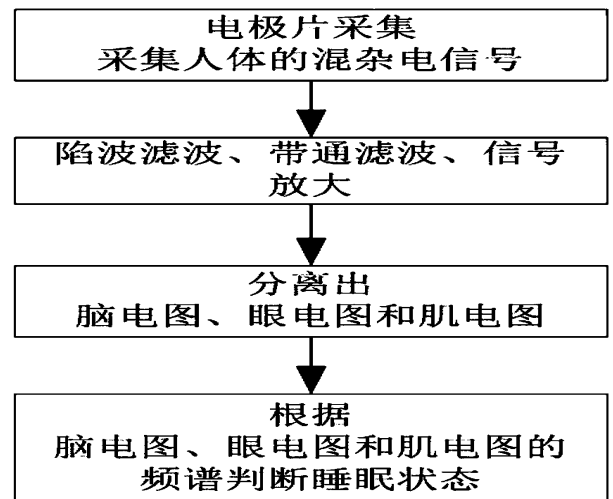 电极片采集
采集人体的混杂电信号
陷波滤波、带通滤波、信号
放大
分离出
脑电图、眼电图和肌电图
根据
脑电图、眼电图和肌电图的
频谱判断睡眠状态